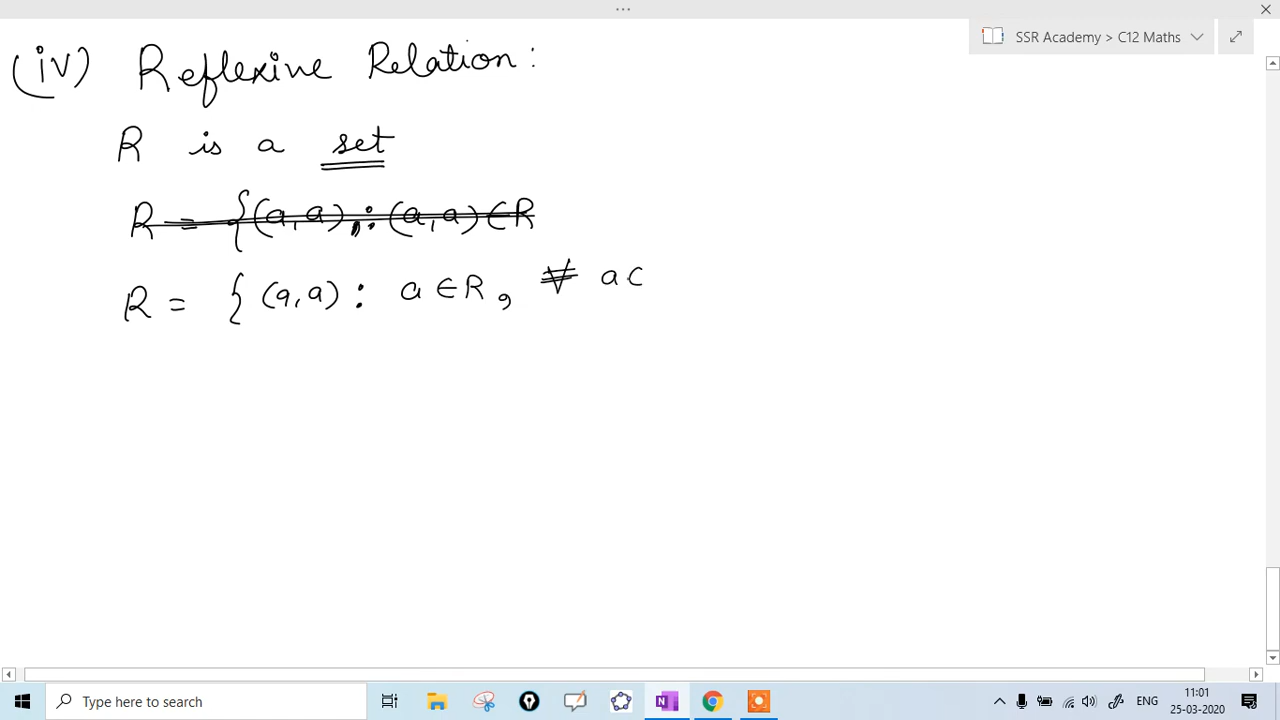 SSR Academy > C12 Maths
(iv) Reflexive Relation:
R is a set
R = {(a,a),:(a,a)∈R
R = {(a,a): a∈R, ∀ a C
Type here to search
ENG
11:01
25-03-2020